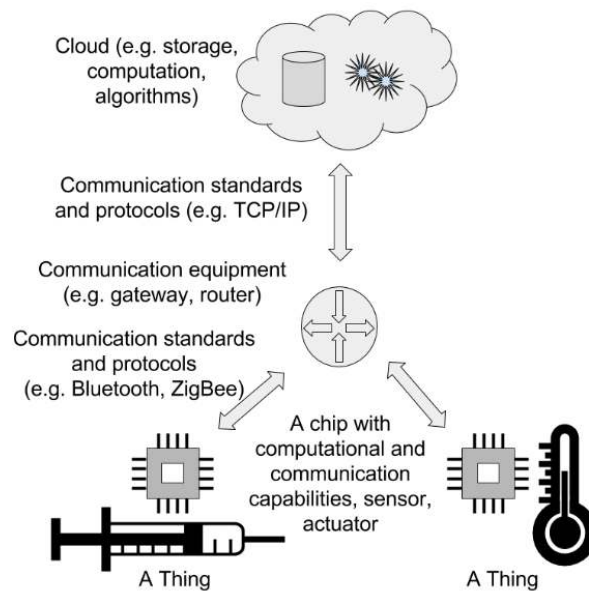 Cloud (e.g. storage,
computation,
algorithms)
Communication standards
and protocols (e.g. TCP/IP)
Communication equipment
(e.g. gateway, router)
Communication standards
and protocols
(e.g. Bluetooth, ZigBee)
A chip with
computational and
communication
capabilities, sensor,
actuator
A Thing
A Thing